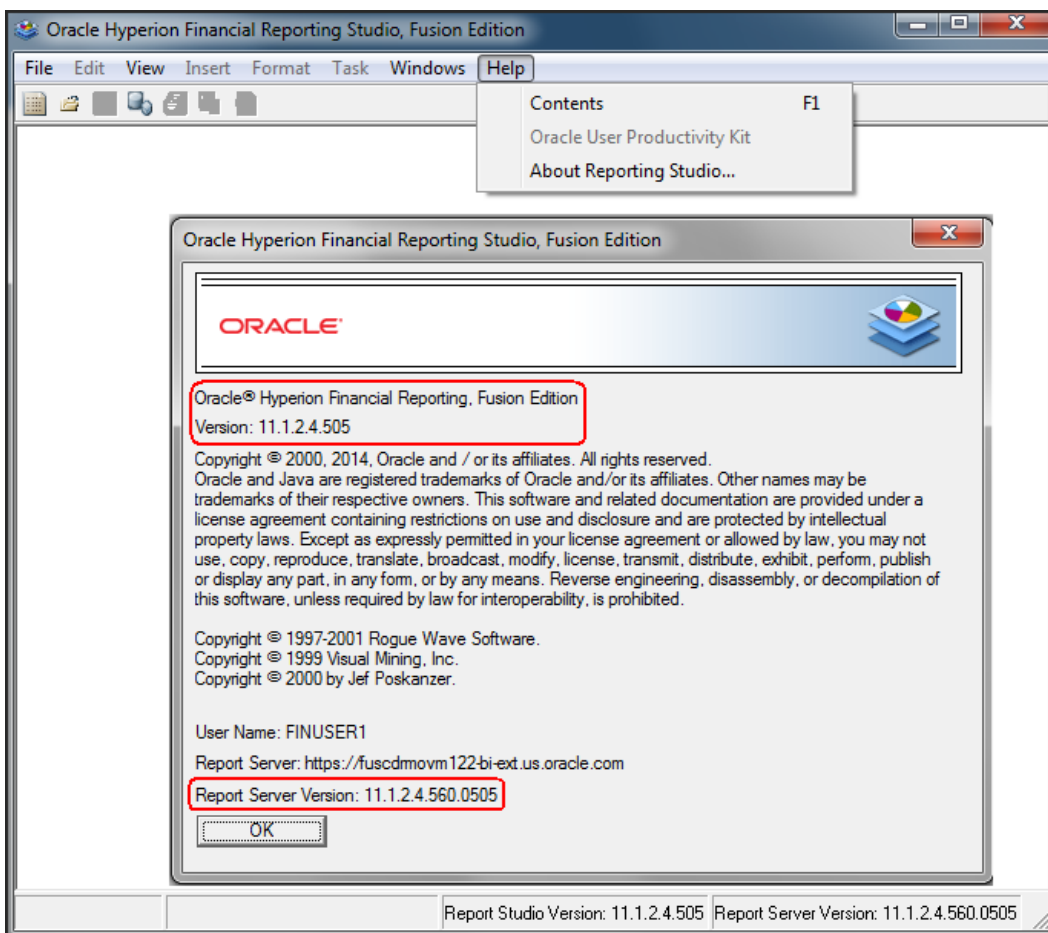 Oracle Hyperion Financial Reporting Studio, Fusion Edition
File Edit View Insert Format Task Windows Help
Contents F1
Oracle User Productivity Kit
About Reporting Studio...
Oracle Hyperion Financial Reporting Studio, Fusion Edition
ORACLE®
Oracle® Hyperion Financial Reporting, Fusion Edition
Version: 11.1.2.4.505
Copyright © 2000, 2014, Oracle and / or its affiliates. All rights reserved.
Oracle and Java are registered trademarks of Oracle and/or its affiliates. Other names may be
trademarks of their respective owners. This software and related documentation are provided under a
license agreement containing restrictions on use and disclosure and are protected by intellectual
property laws. Except as expressly permitted in your license agreement or allowed by law, you may not
use, copy, reproduce, translate, broadcast, modify, license, transmit, distribute, exhibit, perform, publish
or display any part, in any form, or by any means. Reverse engineering, disassembly, or decompilation of
this software, unless required by law for interoperability, is prohibited.
Copyright © 1997-2001 Rogue Wave Software.
Copyright © 1999 Visual Mining, Inc.
Copyright © 2000 by Jef Poskanzer.
User Name: FINUSER1
Report Server: https://fuscdrmovm122-bi-ext.us.oracle.com
Report Server Version: 11.1.2.4.560.0505
OK
Report Studio Version: 11.1.2.4.505 Report Server Version: 11.1.2.4.560.0505